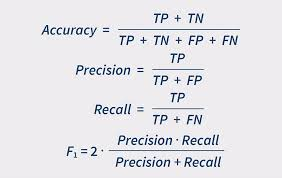 Accuracy = TP + TN / TP + TN + FP + FN
Precision = TP / TP + FP
Recall = TP / TP + FN
F₁ = 2 · Precision · Recall / Precision + Recall